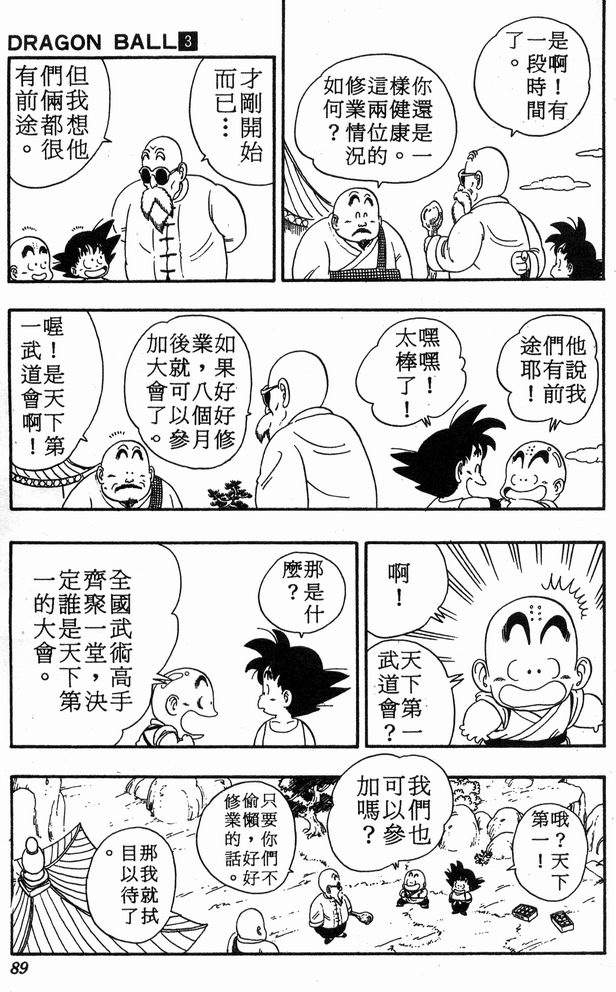 DRAGON BALL 3
是啊！有
一段時間
了。
你還是一
樣健康。
這兩位的
修業情況
如何？
才剛開始
而已…
但我想他
們倆都很
有前途。
他說我
們有前
途耶！
嘿嘿！
太棒了！
如果好好修
業，八個月
後就可以參
加大會了。
喔！是天下第
一武道會啊！
啊！
天下第一
武道會？
那是什
麼？
全國武術高手
齊聚一堂，決
定誰是天下第
一的大會。
哦？天下
第一！
我們也
可以參
加嗎？
只要你們不
偷懶，好好
修業的話。
那我就拭
目以待了
。
89